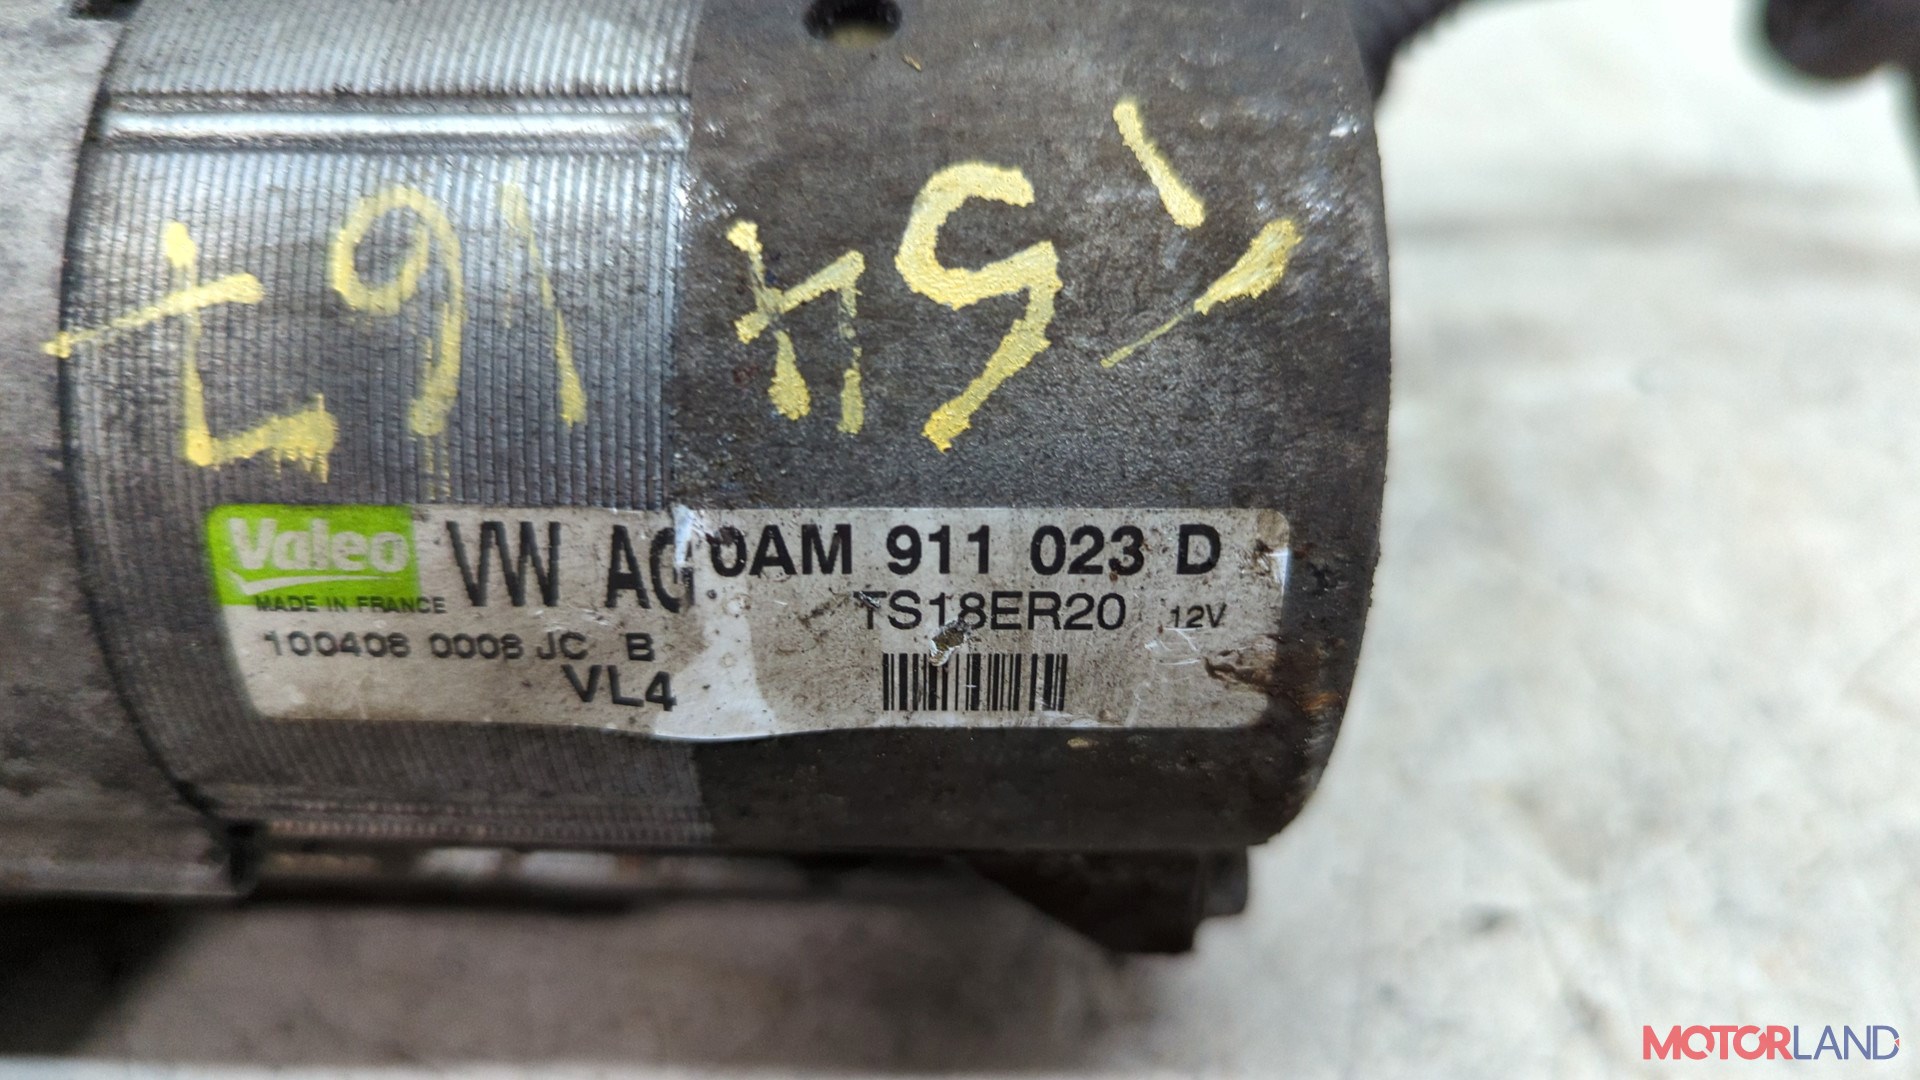 Valeo VW AG 0AM 911 023 D
MADE IN FRANCE TS18ER20 12V
100408 0008 JC B
VL4
MOTORLAND